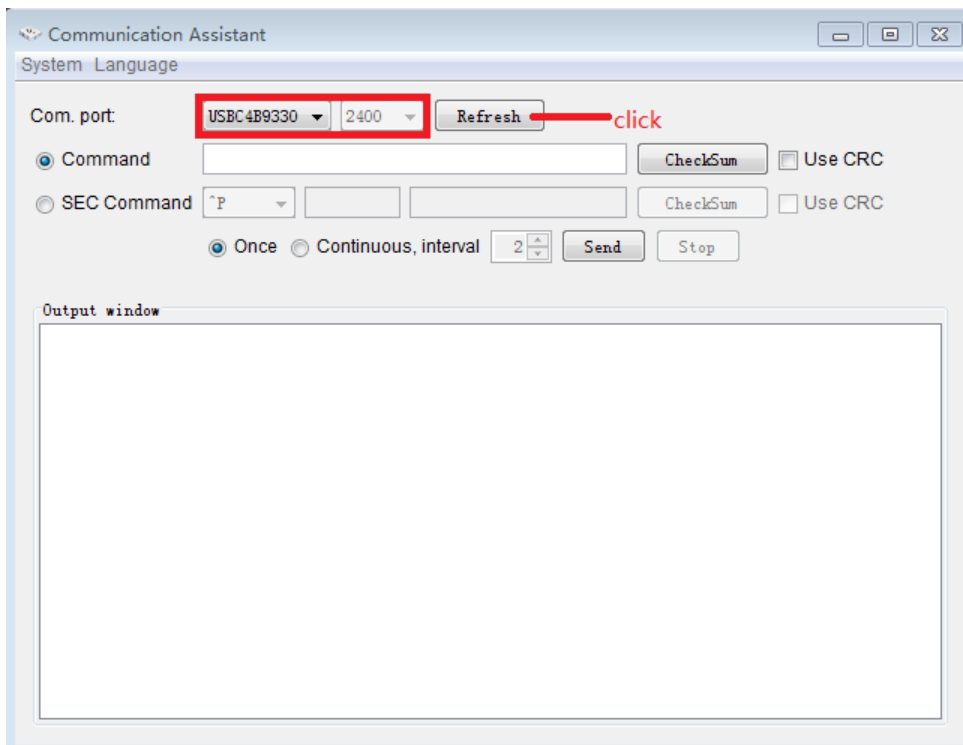 Communication Assistant
System Language
Com. port: USBC4B9330 2400 Refresh click
Command CheckSum Use CRC
SEC Command ^P CheckSum Use CRC
Once Continuous, interval 2 Send Stop
Output window